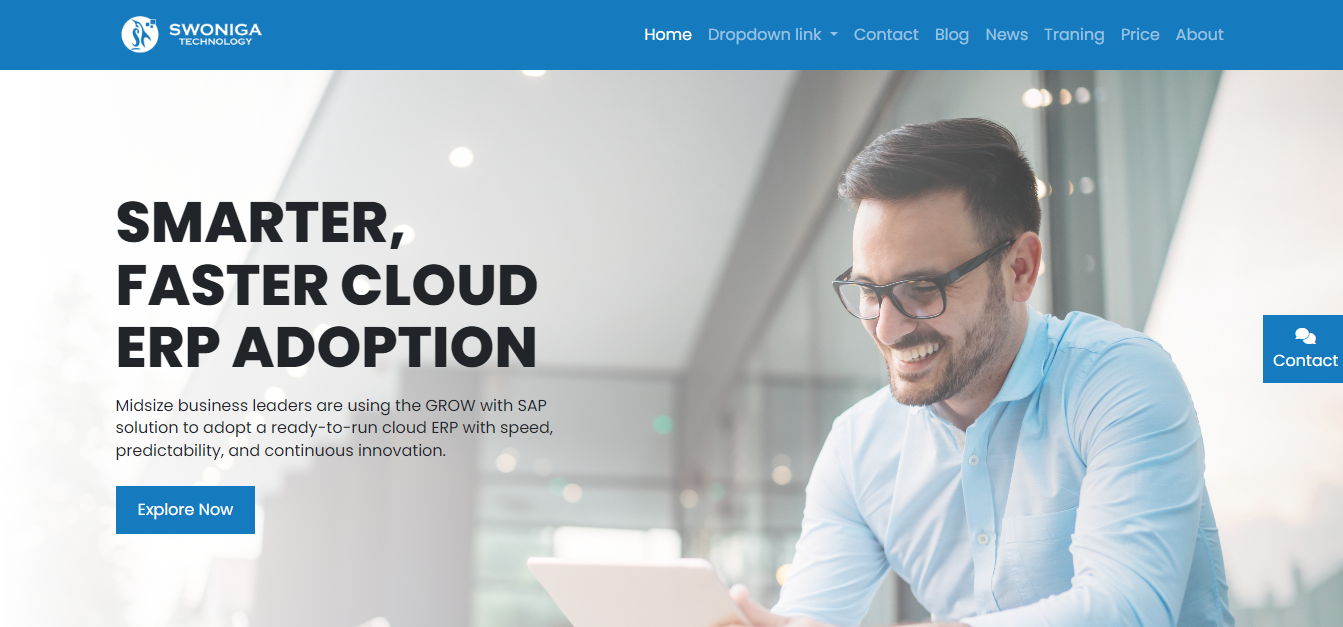 SWONIGA
TECHNOLOGY
Home Dropdown link Contact Blog News Traning Price About
SMARTER,
FASTER CLOUD
ERP ADOPTION
Midsize business leaders are using the GROW with SAP
solution to adopt a ready-to-run cloud ERP with speed,
predictability, and continuous innovation.
Explore Now
Contact